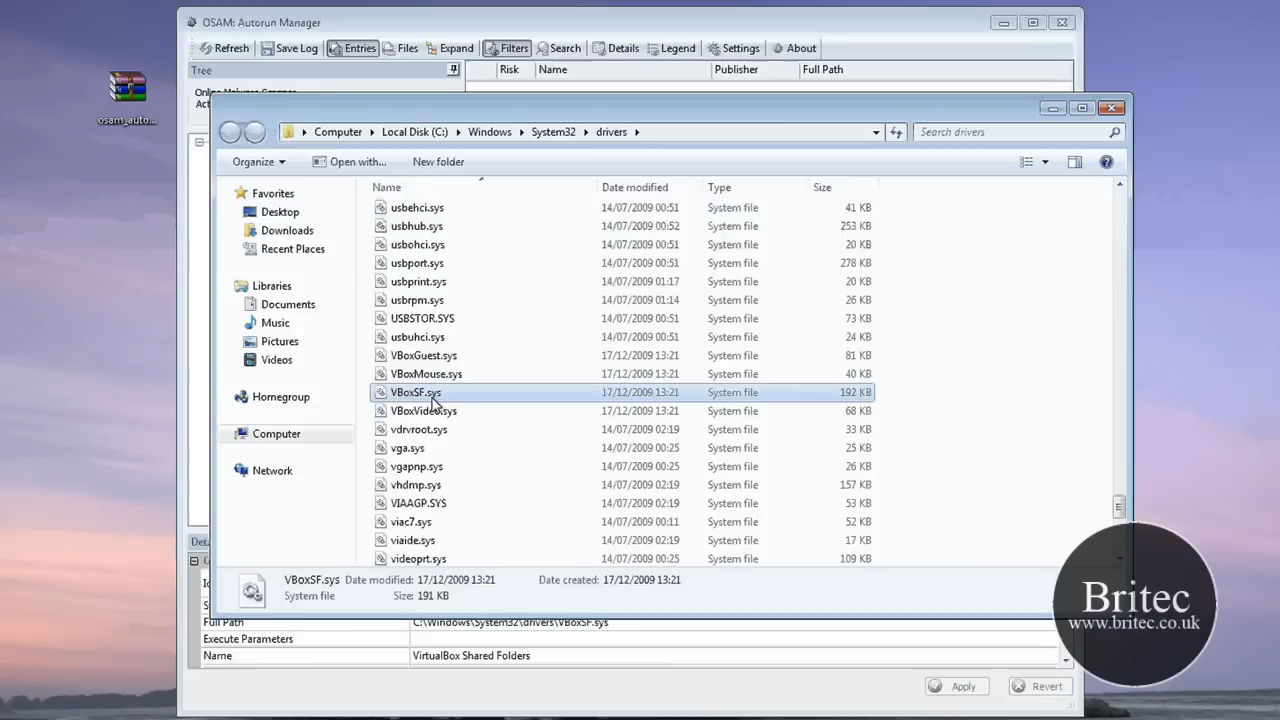 OSAM: Autorun Manager
Refresh Save Log Entries Files Expand Filters Search Details Legend Settings About
Tree
Risk Name Publisher Full Path
Online Malware Scanner
osam_auto...
Computer Local Disk (C:) Windows System32 drivers
Search drivers
Organize Open with... New folder
Name Date modified Type Size
Favorites
Desktop
Downloads
Recent Places
Libraries
Documents
Music
Pictures
Videos
Homegroup
Computer
Network
usbehci.sys 14/07/2009 00:51 System file 41 KB
usbhub.sys 14/07/2009 00:52 System file 253 KB
usbohci.sys 14/07/2009 00:51 System file 20 KB
usbport.sys 14/07/2009 00:51 System file 278 KB
usbprint.sys 14/07/2009 01:17 System file 20 KB
usbrpm.sys 14/07/2009 01:14 System file 26 KB
USBSTOR.SYS 14/07/2009 00:51 System file 73 KB
usbuhci.sys 14/07/2009 00:51 System file 24 KB
VBoxGuest.sys 17/12/2009 13:21 System file 81 KB
VBoxMouse.sys 17/12/2009 13:21 System file 40 KB
VBoxSF.sys 17/12/2009 13:21 System file 192 KB
VBoxVideo.sys 17/12/2009 13:21 System file 68 KB
vdrvroot.sys 14/07/2009 02:19 System file 33 KB
vga.sys 14/07/2009 00:25 System file 25 KB
vgapnp.sys 14/07/2009 00:25 System file 26 KB
vhdmp.sys 14/07/2009 02:19 System file 157 KB
VIAAGP.SYS 14/07/2009 02:19 System file 53 KB
viac7.sys 14/07/2009 00:11 System file 52 KB
viaide.sys 14/07/2009 02:19 System file 17 KB
videoprt.sys 14/07/2009 00:25 System file 109 KB
VBoxSF.sys Date modified: 17/12/2009 13:21 Date created: 17/12/2009 13:21
System file Size: 191 KB
Full Path C:\Windows\System32\drivers\VBoxSF.sys
Execute Parameters
Name VirtualBox Shared Folders
Apply Revert
Britec
www.britec.co.uk